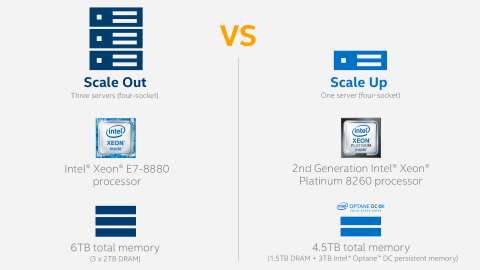 VS
Scale Out
Three servers (four-socket)
intel
XEON
inside
Intel® Xeon® E7-8880
processor
6TB total memory
(3 x 2TB DRAM)
Scale Up
One server (four-socket)
intel
XEON
PLATINUM
inside
2nd Generation Intel® Xeon®
Platinum 8260 processor
intel OPTANE DC
4.5TB total memory
(1.5TB DRAM + 3TB Intel® Optane™ DC persistent memory)